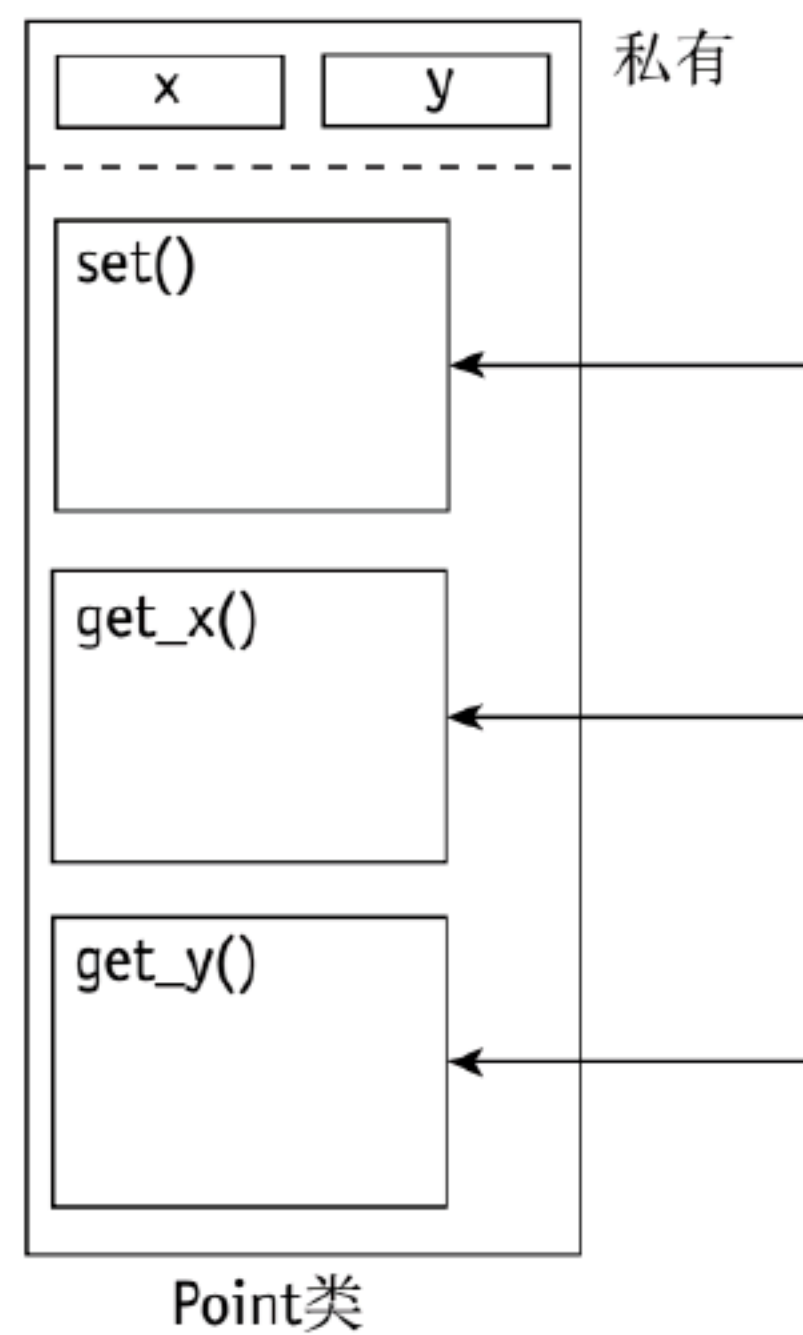 x y 私有
set()
get_x()
get_y()
Point类